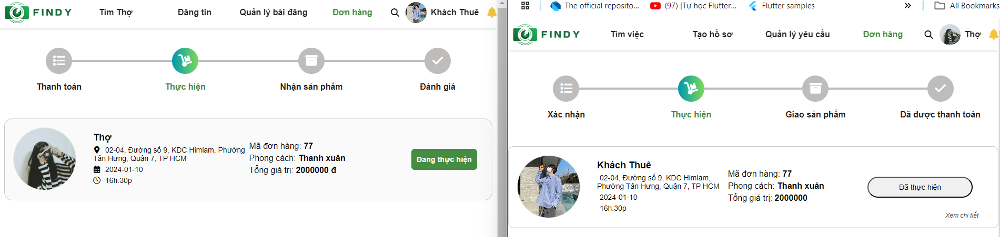 FINDY Tìm Thợ Đăng tin Quản lý bài đăng Đơn hàng Khách Thuê
Thanh toán Thực hiện Nhận sản phẩm Đánh giá
Thợ
02-04, Đường số 9, KDC Himlam, Phường
Tân Hưng, Quận 7, TP HCM
2024-01-10
16h:30p
Mã đơn hàng: 77
Phong cách: Thanh xuân
Tổng giá trị: 2000000 đ
Đang thực hiện
The official reposito... (97) [Tự học Flutter... Flutter samples All Bookmarks
FINDY Tìm việc Tạo hồ sơ Quản lý yêu cầu Đơn hàng Thợ
Xác nhận Thực hiện Giao sản phẩm Đã được thanh toán
Khách Thuê
02-04, Đường số 9, KDC Himlam,
Phường Tân Hưng, Quận 7, TP HCM
2024-01-10
16h:30p
Mã đơn hàng: 77
Phong cách: Thanh xuân
Tổng giá trị: 2000000
Đã thực hiện
Xem chi tiết